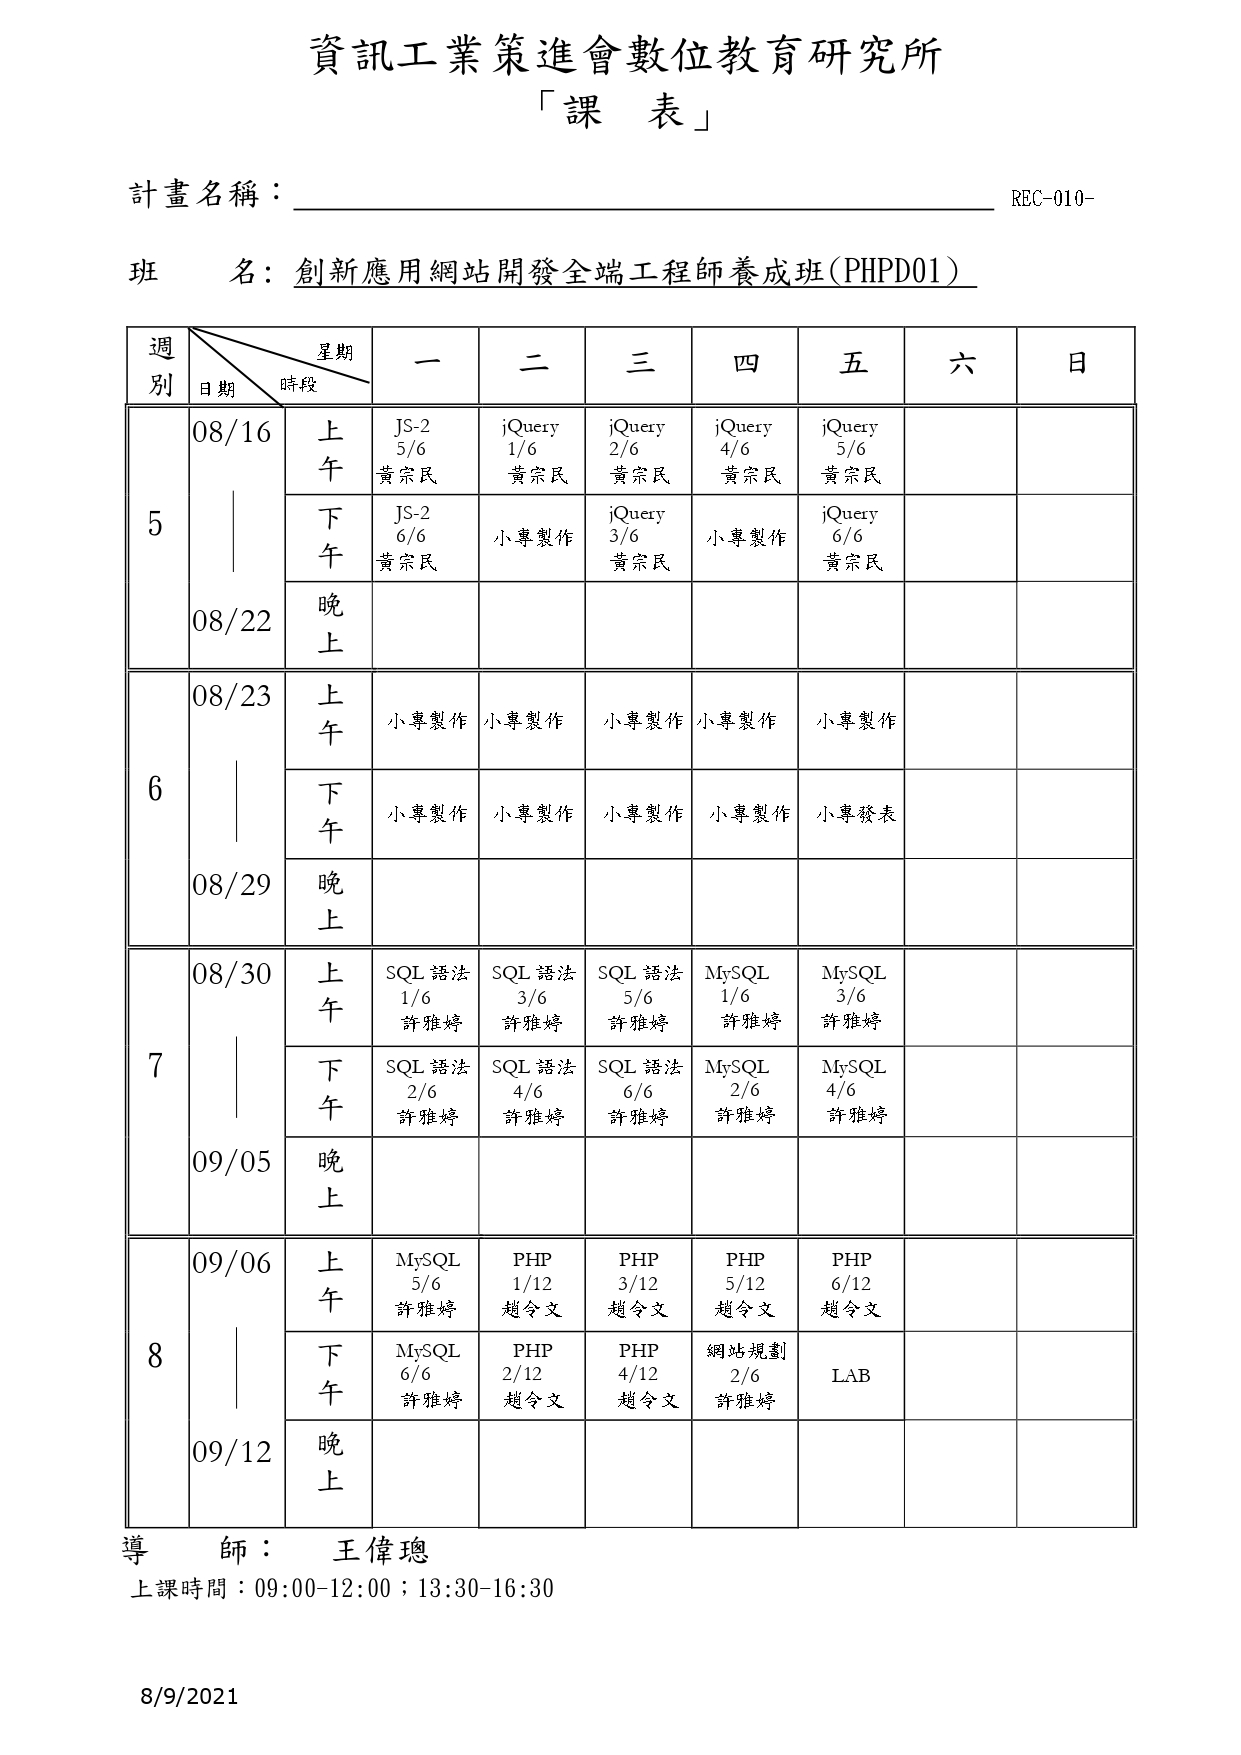 資訊工業策進會數位教育研究所
「課　表」
計畫名稱： REC-010-
班　名: 創新應用網站開發全端工程師養成班(PHPD01)
週別 日期 時段 星期 一 二 三 四 五 六 日
5
08/16
｜
08/22
上午
JS-2
5/6
黃宗民
jQuery
1/6
黃宗民
jQuery
2/6
黃宗民
jQuery
4/6
黃宗民
jQuery
5/6
黃宗民
下午
JS-2
6/6
黃宗民
小專製作
jQuery
3/6
黃宗民
小專製作
jQuery
6/6
黃宗民
晚上
6
08/23
｜
08/29
上午
小專製作 小專製作 小專製作 小專製作 小專製作
下午
小專製作 小專製作 小專製作 小專製作 小專發表
晚上
7
08/30
｜
09/05
上午
SQL 語法
1/6
許雅婷
SQL 語法
3/6
許雅婷
SQL 語法
5/6
許雅婷
MySQL
1/6
許雅婷
MySQL
3/6
許雅婷
下午
SQL 語法
2/6
許雅婷
SQL 語法
4/6
許雅婷
SQL 語法
6/6
許雅婷
MySQL
2/6
許雅婷
MySQL
4/6
許雅婷
晚上
8
09/06
｜
09/12
上午
MySQL
5/6
許雅婷
PHP
1/12
趙令文
PHP
3/12
趙令文
PHP
5/12
趙令文
PHP
6/12
趙令文
下午
MySQL
6/6
許雅婷
PHP
2/12
趙令文
PHP
4/12
趙令文
網站規劃
2/6
許雅婷
LAB
晚上
導　師：　王偉璁
上課時間：09:00-12:00；13:30-16:30
8/9/2021